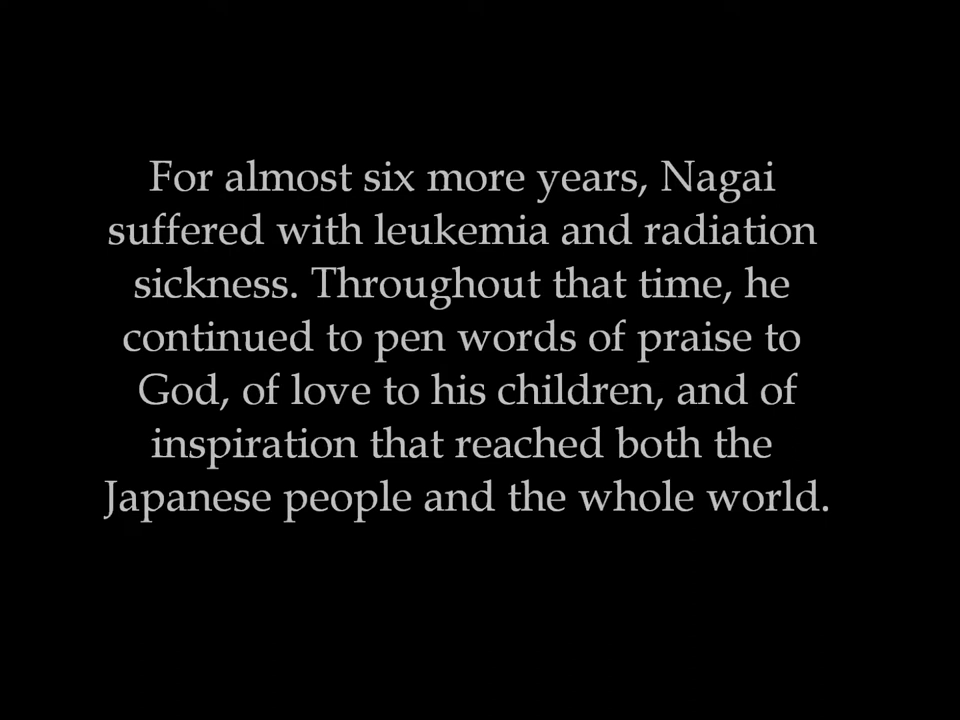 For almost six more years, Nagai
suffered with leukemia and radiation
sickness. Throughout that time, he
continued to pen words of praise to
God, of love to his children, and of
inspiration that reached both the
Japanese people and the whole world.